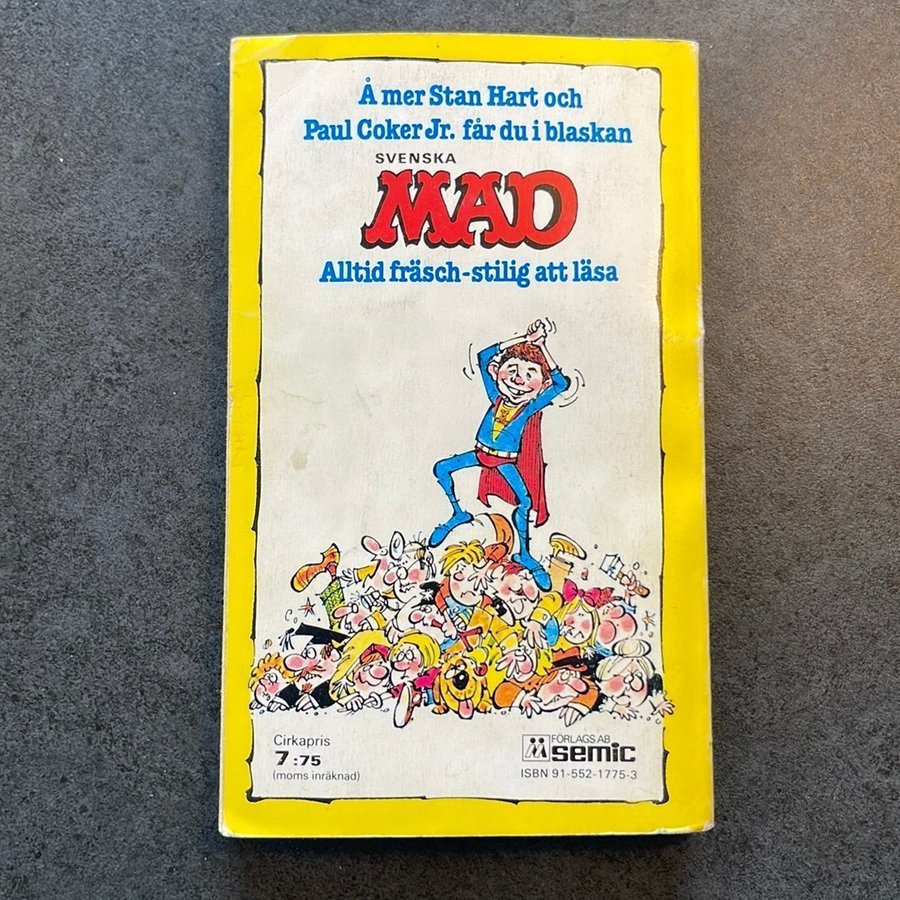 Å mer Stan Hart och
Paul Coker Jr. får du i blaskan
SVENSKA
MAD
Alltid fräsch-stilig att läsa
Cirkapris
7:75
(moms inräknad)
FÖRLAGS AB
semic
ISBN 91-552-1775-3